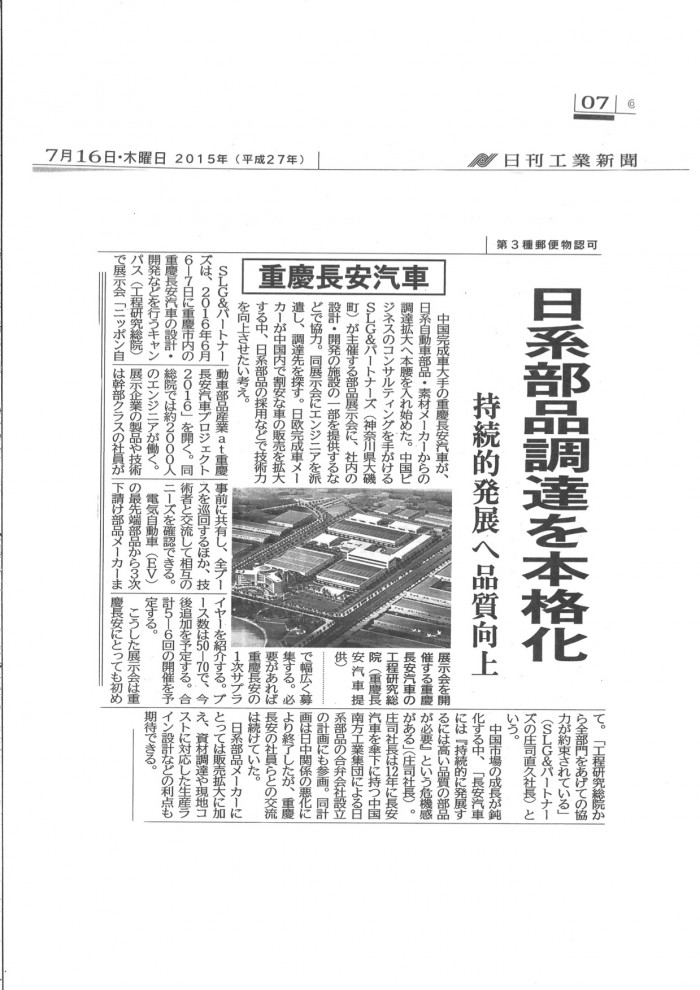 07
7月16日・木曜日 2015年(平成27年)
日刊工業新聞
第3種郵便物認可
日系部品調達を本格化
持続的発展へ品質向上
重慶長安汽車
中国完成車大手の重慶長安汽車が、
日系自動車部品・素材メーカーからの
調達拡大へ本腰を入れ始めた。中国ビ
ジネスのコンサルティングを手がける
SLG&パートナーズ(神奈川県大磯
町)が主催する部品展示会に、社内の
設計・開発の施設の一部を提供するな
どで協力。同展示会にエンジニアを派
遣し、調達先を探す。日欧完成車メー
カーが中国内で割安な車の販売を拡大
する中、日系部品の採用などで技術力
を向上させたい考え。
SLG&パートナー
ズは、2016年6月
6―7日に重慶市内の
重慶長安汽車の設計・
開発などを行うキャン
パス(工程研究総院)
で展示会「ニッポン自
動車部品産業at重慶
長安汽車プロジェクト
2016」を開く。同
総院では約2000人
のエンジニアが働く。
展示企業の製品や技術
は幹部クラスの社員が
事前に共有し、全ブー
スを巡回するほか、技
術者と交流して相互の
ニーズを確認できる。
電気自動車(EV)
の最先端部品から3次
下請け部品メーカーま
で幅広く募
集する。必
要があれば
重慶長安の
1次サプラ
イヤーを紹介する。ブ
ース数は50―70で、今
後追加を予定する。合
計5―6回の開催を予
定する。
こうした展示会は重
慶長安にとっても初め
て。「工程研究総院か
ら全部門をあげての協
力が約束されている」
(SLG&パートナー
ズの庄司直久社長)と
いう。
中国市場の成長が鈍
化する中、「長安汽車
には『持続的に発展す
るには高い品質の部品
が必要』という危機感
がある」(庄司社長)。
庄司社長は12年に長安
汽車を傘下に持つ中国
南方工業集団による日
系部品の合弁会社設立
の計画にも参画。同計
画は日中関係の悪化に
より終了したが、重慶
長安の社員らとの交流
は続けていた。
日系部品メーカーに
とっては販売拡大に加
え、資材調達や現地コ
ストに対応した生産ラ
イン設計などの利点も
期待できる。
展示会を開
催する重慶
長安汽車の
工程研究総
院(重慶長
安汽車提
供)